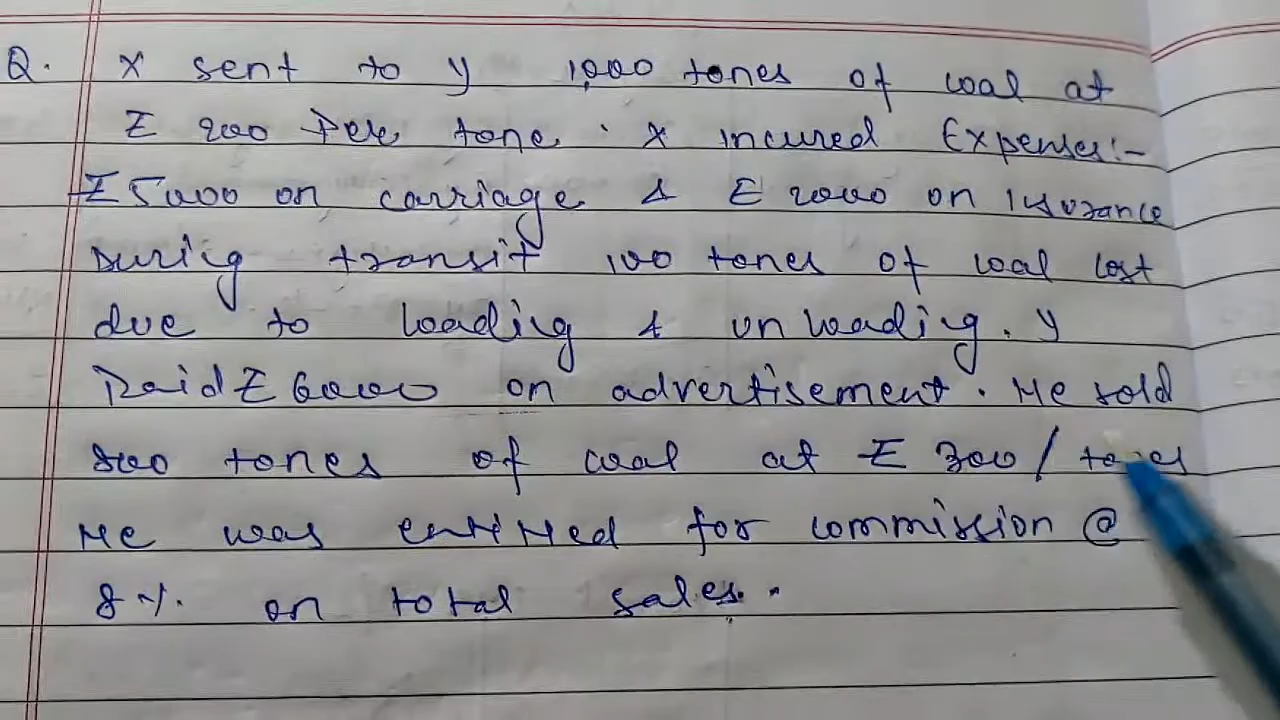 Q. X sent to y 1,000 tones of coal at
₹ 200 Per tone. X incured Expenses:-
₹5000 on carriage & ₹ 2000 on Insurance
During transit 100 tones of coal lost
due to loading & unloading. y
Paid ₹ 6000 on advertisement. He sold
800 tones of coal at ₹ 300/tones
He was entitled for commission @
8%. on total sales.